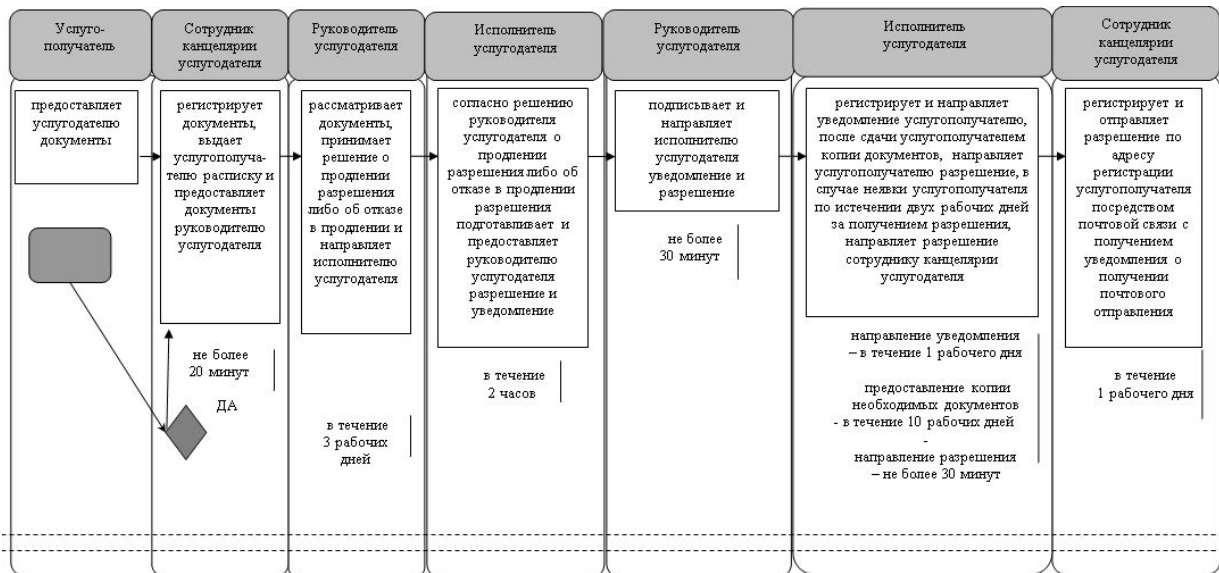 Услуго-
получатель
Сотрудник
канцелярии
услугодателя
Руководитель
услугодателя
Исполнитель
услугодателя
Руководитель
услугодателя
Исполнитель
услугодателя
Сотрудник
канцелярии
услугодателя
предоставляет
услугодателю
документы
регистрирует
документы,
выдает
услугополуча-
телю расписку и
предоставляет
документы
руководителю
услугодателя
рассматривает
документы,
принимает
решение о
продлении
разрешения
либо об отказе
в продлении и
направляет
исполнителю
услугодателя
согласно решению
руководителя
услугодателя о
продлении
разрешения либо об
отказе в продлении
разрешения
подготавливает и
предоставляет
руководителю
услугодателя
разрешение и
уведомление
подписывает и
направляет
исполнителю
услугодателя
уведомление и
разрешение
регистрирует и направляет
уведомление услугополучателю,
после сдачи услугополучателем
копии документов, направляет
услугополучателю разрешение, в
случае неявки услугополучателя
по истечении двух рабочих дней
за получением разрешения,
направляет разрешение
сотруднику канцелярии
услугодателя
регистрирует и
отправляет
разрешение по
адресу
регистрации
услугополучателя
посредством
почтовой связи с
получением
уведомления о
получении
почтового
отправления
не более
20 минут
ДА
в течение
3 рабочих
дней
в течение
2 часов
не более
30 минут
направление уведомления
– в течение 1 рабочего дня
предоставление копии
необходимых документов
- в течение 10 рабочих дней
-
направление разрешения
– не более 30 минут
в течение
1 рабочего дня